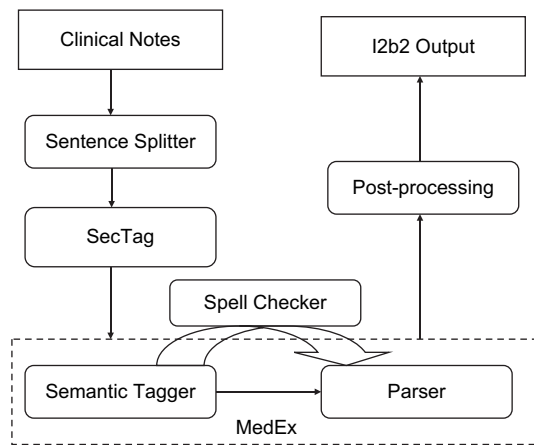 Clinical Notes
I2b2 Output
Sentence Splitter
Post-processing
SecTag
Spell Checker
Semantic Tagger
Parser
MedEx